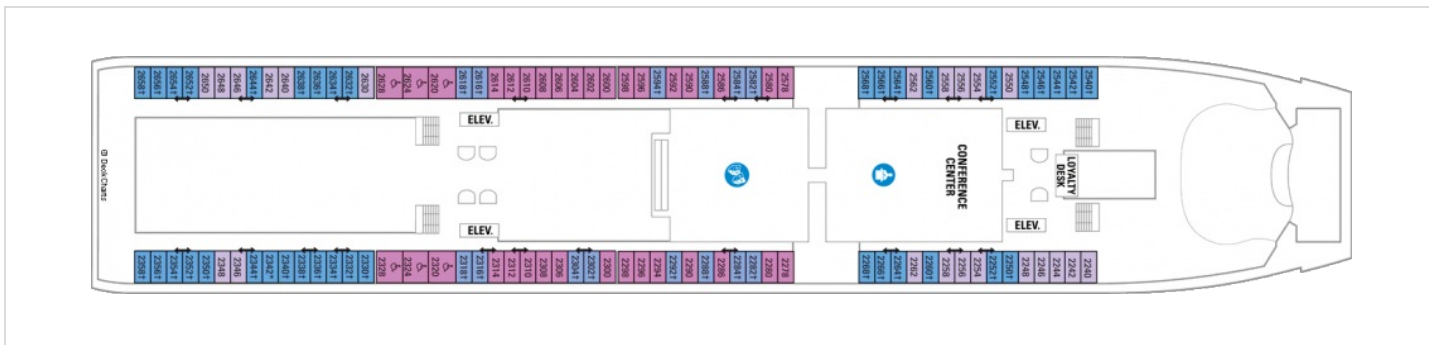 2658† 2656† 2654† 2652† 2650 2648 2646 2644† 2642 2640 2638† 2636† 2634† 2632† 2630 2628 2624 2620 2618† 2616† 2614 2612 2610 2608 2606 2604 2602 2600 2598 2596 2594† 2592 2590 2588† 2586 2584† 2582† 2580 2578 2568† 2566† 2564† 2562 2560† 2558 2556 2554 2552† 2550 2548† 2546† 2544† 2542† 2540†
ELEV.
ELEV.
CONFERENCE
CENTER
LOYALTY
DESK
© DeckCharts
ELEV.
ELEV.
2358† 2356† 2354† 2352† 2350† 2348 2346 2344† 2342* 2340† 2338† 2336† 2334† 2332† 2330† 2328 2324 2320 2318† 2316† 2314 2312 2310 2308 2306 2304† 2302† 2300 2298 2296 2294 2292† 2290 2288† 2286 2284† 2282† 2280 2278 2268† 2266† 2264† 2262 2260† 2258 2256 2254 2252† 2250† 2248 2246 2244 2242 2240